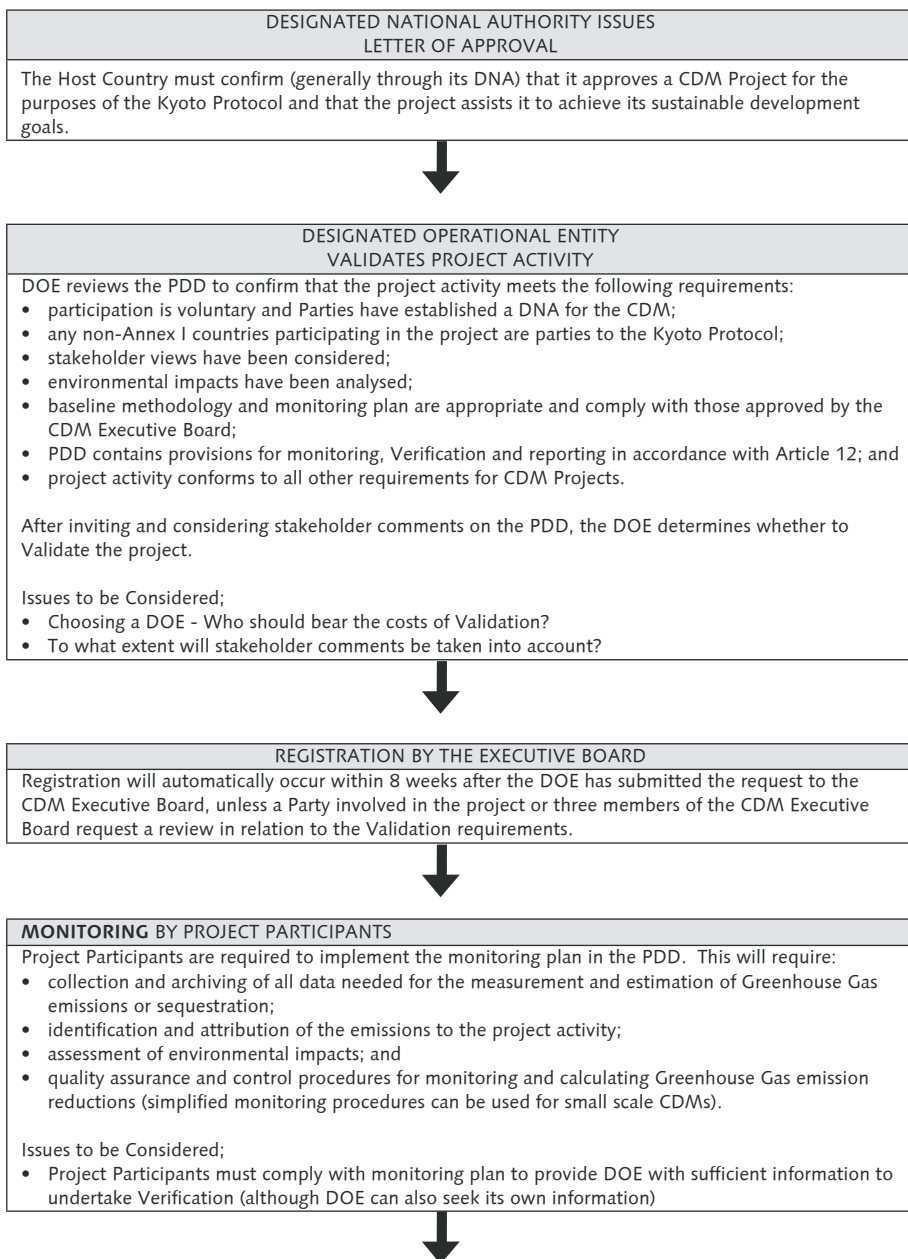 DESIGNATED NATIONAL AUTHORITY ISSUES
LETTER OF APPROVAL
The Host Country must confirm (generally through its DNA) that it approves a CDM Project for the
purposes of the Kyoto Protocol and that the project assists it to achieve its sustainable development
goals.
DESIGNATED OPERATIONAL ENTITY
VALIDATES PROJECT ACTIVITY
DOE reviews the PDD to confirm that the project activity meets the following requirements:
• participation is voluntary and Parties have established a DNA for the CDM;
• any non-Annex I countries participating in the project are parties to the Kyoto Protocol;
• stakeholder views have been considered;
• environmental impacts have been analysed;
• baseline methodology and monitoring plan are appropriate and comply with those approved by the
CDM Executive Board;
• PDD contains provisions for monitoring, Verification and reporting in accordance with Article 12; and
• project activity conforms to all other requirements for CDM Projects.
After inviting and considering stakeholder comments on the PDD, the DOE determines whether to
Validate the project.
Issues to be Considered;
• Choosing a DOE - Who should bear the costs of Validation?
• To what extent will stakeholder comments be taken into account?
REGISTRATION BY THE EXECUTIVE BOARD
Registration will automatically occur within 8 weeks after the DOE has submitted the request to the
CDM Executive Board, unless a Party involved in the project or three members of the CDM Executive
Board request a review in relation to the Validation requirements.
MONITORING BY PROJECT PARTICIPANTS
Project Participants are required to implement the monitoring plan in the PDD. This will require:
• collection and archiving of all data needed for the measurement and estimation of Greenhouse Gas
emissions or sequestration;
• identification and attribution of the emissions to the project activity;
• assessment of environmental impacts; and
• quality assurance and control procedures for monitoring and calculating Greenhouse Gas emission
reductions (simplified monitoring procedures can be used for small scale CDMs).
Issues to be Considered;
• Project Participants must comply with monitoring plan to provide DOE with sufficient information to
undertake Verification (although DOE can also seek its own information)